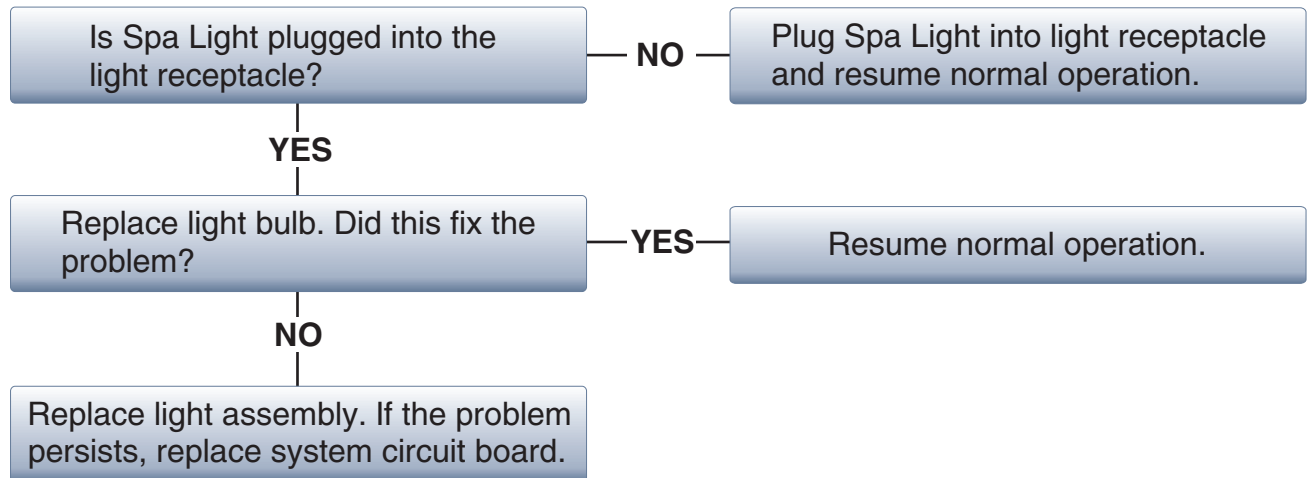 Is Spa Light plugged into the
light receptacle?
NO
Plug Spa Light into light receptacle
and resume normal operation.
YES
Replace light bulb. Did this fix the
problem?
YES
Resume normal operation.
NO
Replace light assembly. If the problem
persists, replace system circuit board.